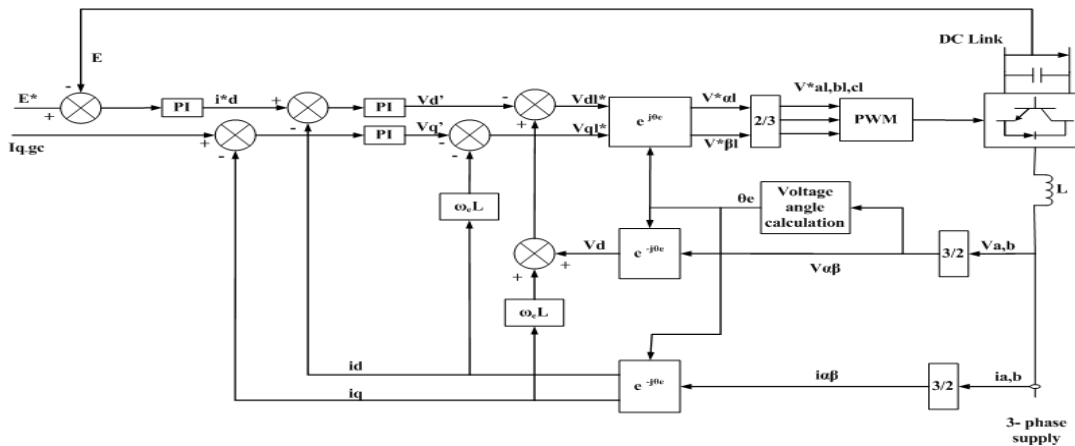 DC Link
E
E*
-
+
PI
i*d
+
-
PI
Vd'
-
+
Vdl*
e jθe
V*αl
2/3
V*al,bl,cl
PWM
Iq.gc
+
-
PI
Vq'
-
-
Vql*
V*βl
L
ωeL
θe
Voltage
angle
calculation
+
Vd
+
e -jθe
Vαβ
3/2
Va,b
ωeL
id
iq
e -jθe
iαβ
3/2
ia,b
3- phase
supply